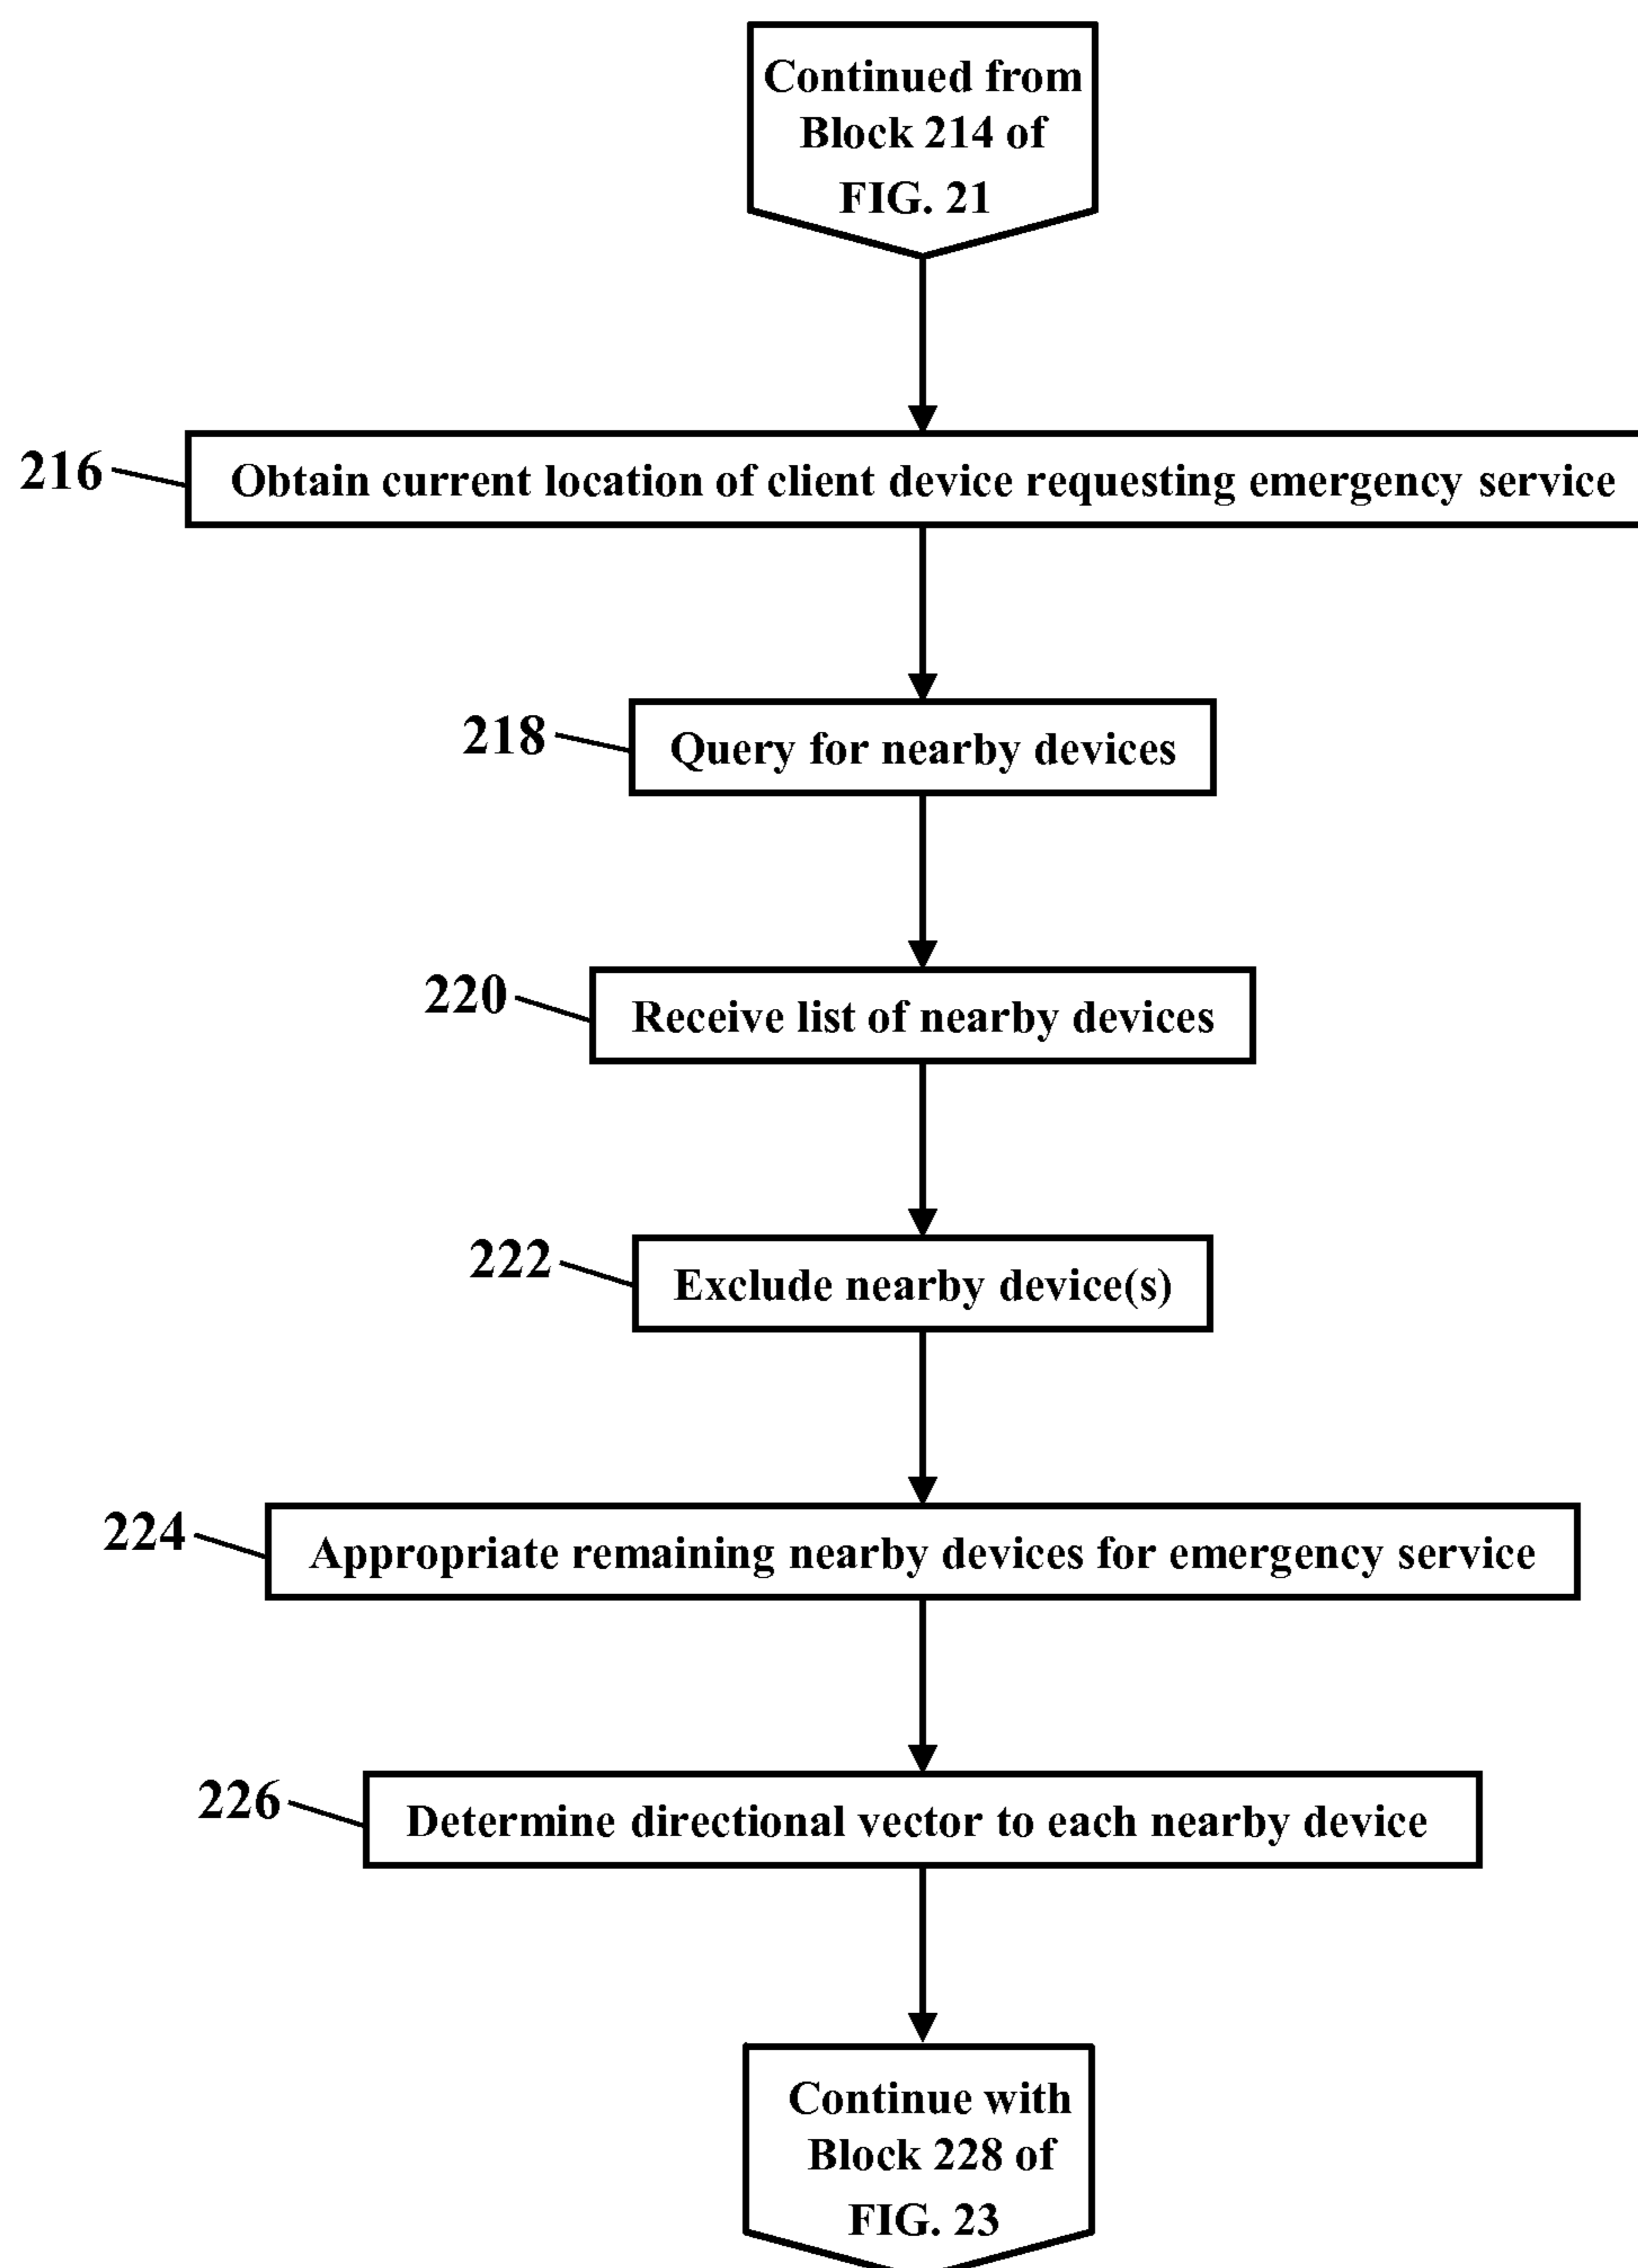 Continued from
Block 214 of
FIG. 21
216
Obtain current location of client device requesting emergency service
218
Query for nearby devices
220
Receive list of nearby devices
222
Exclude nearby device(s)
224
Appropriate remaining nearby devices for emergency service
226
Determine directional vector to each nearby device
Continue with
Block 228 of
FIG. 23